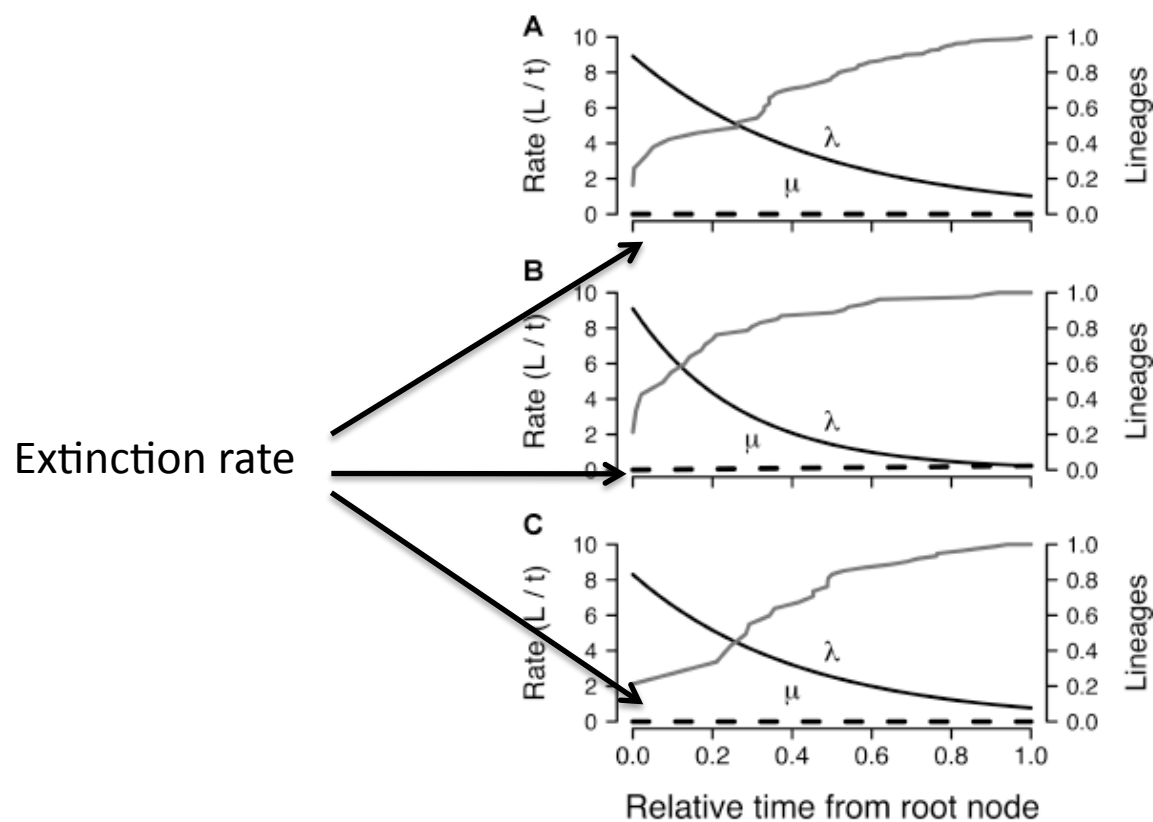 A
10
8
6
4
2
0
Rate (L / t)
λ
μ
1.0
0.8
0.6
0.4
0.2
0.0
Lineages
B
10
8
6
4
2
0
Rate (L / t)
λ
μ
1.0
0.8
0.6
0.4
0.2
0.0
Lineages
Extinction rate
C
10
8
6
4
2
0
Rate (L / t)
λ
μ
1.0
0.8
0.6
0.4
0.2
0.0
Lineages
0.0 0.2 0.4 0.6 0.8 1.0
Relative time from root node